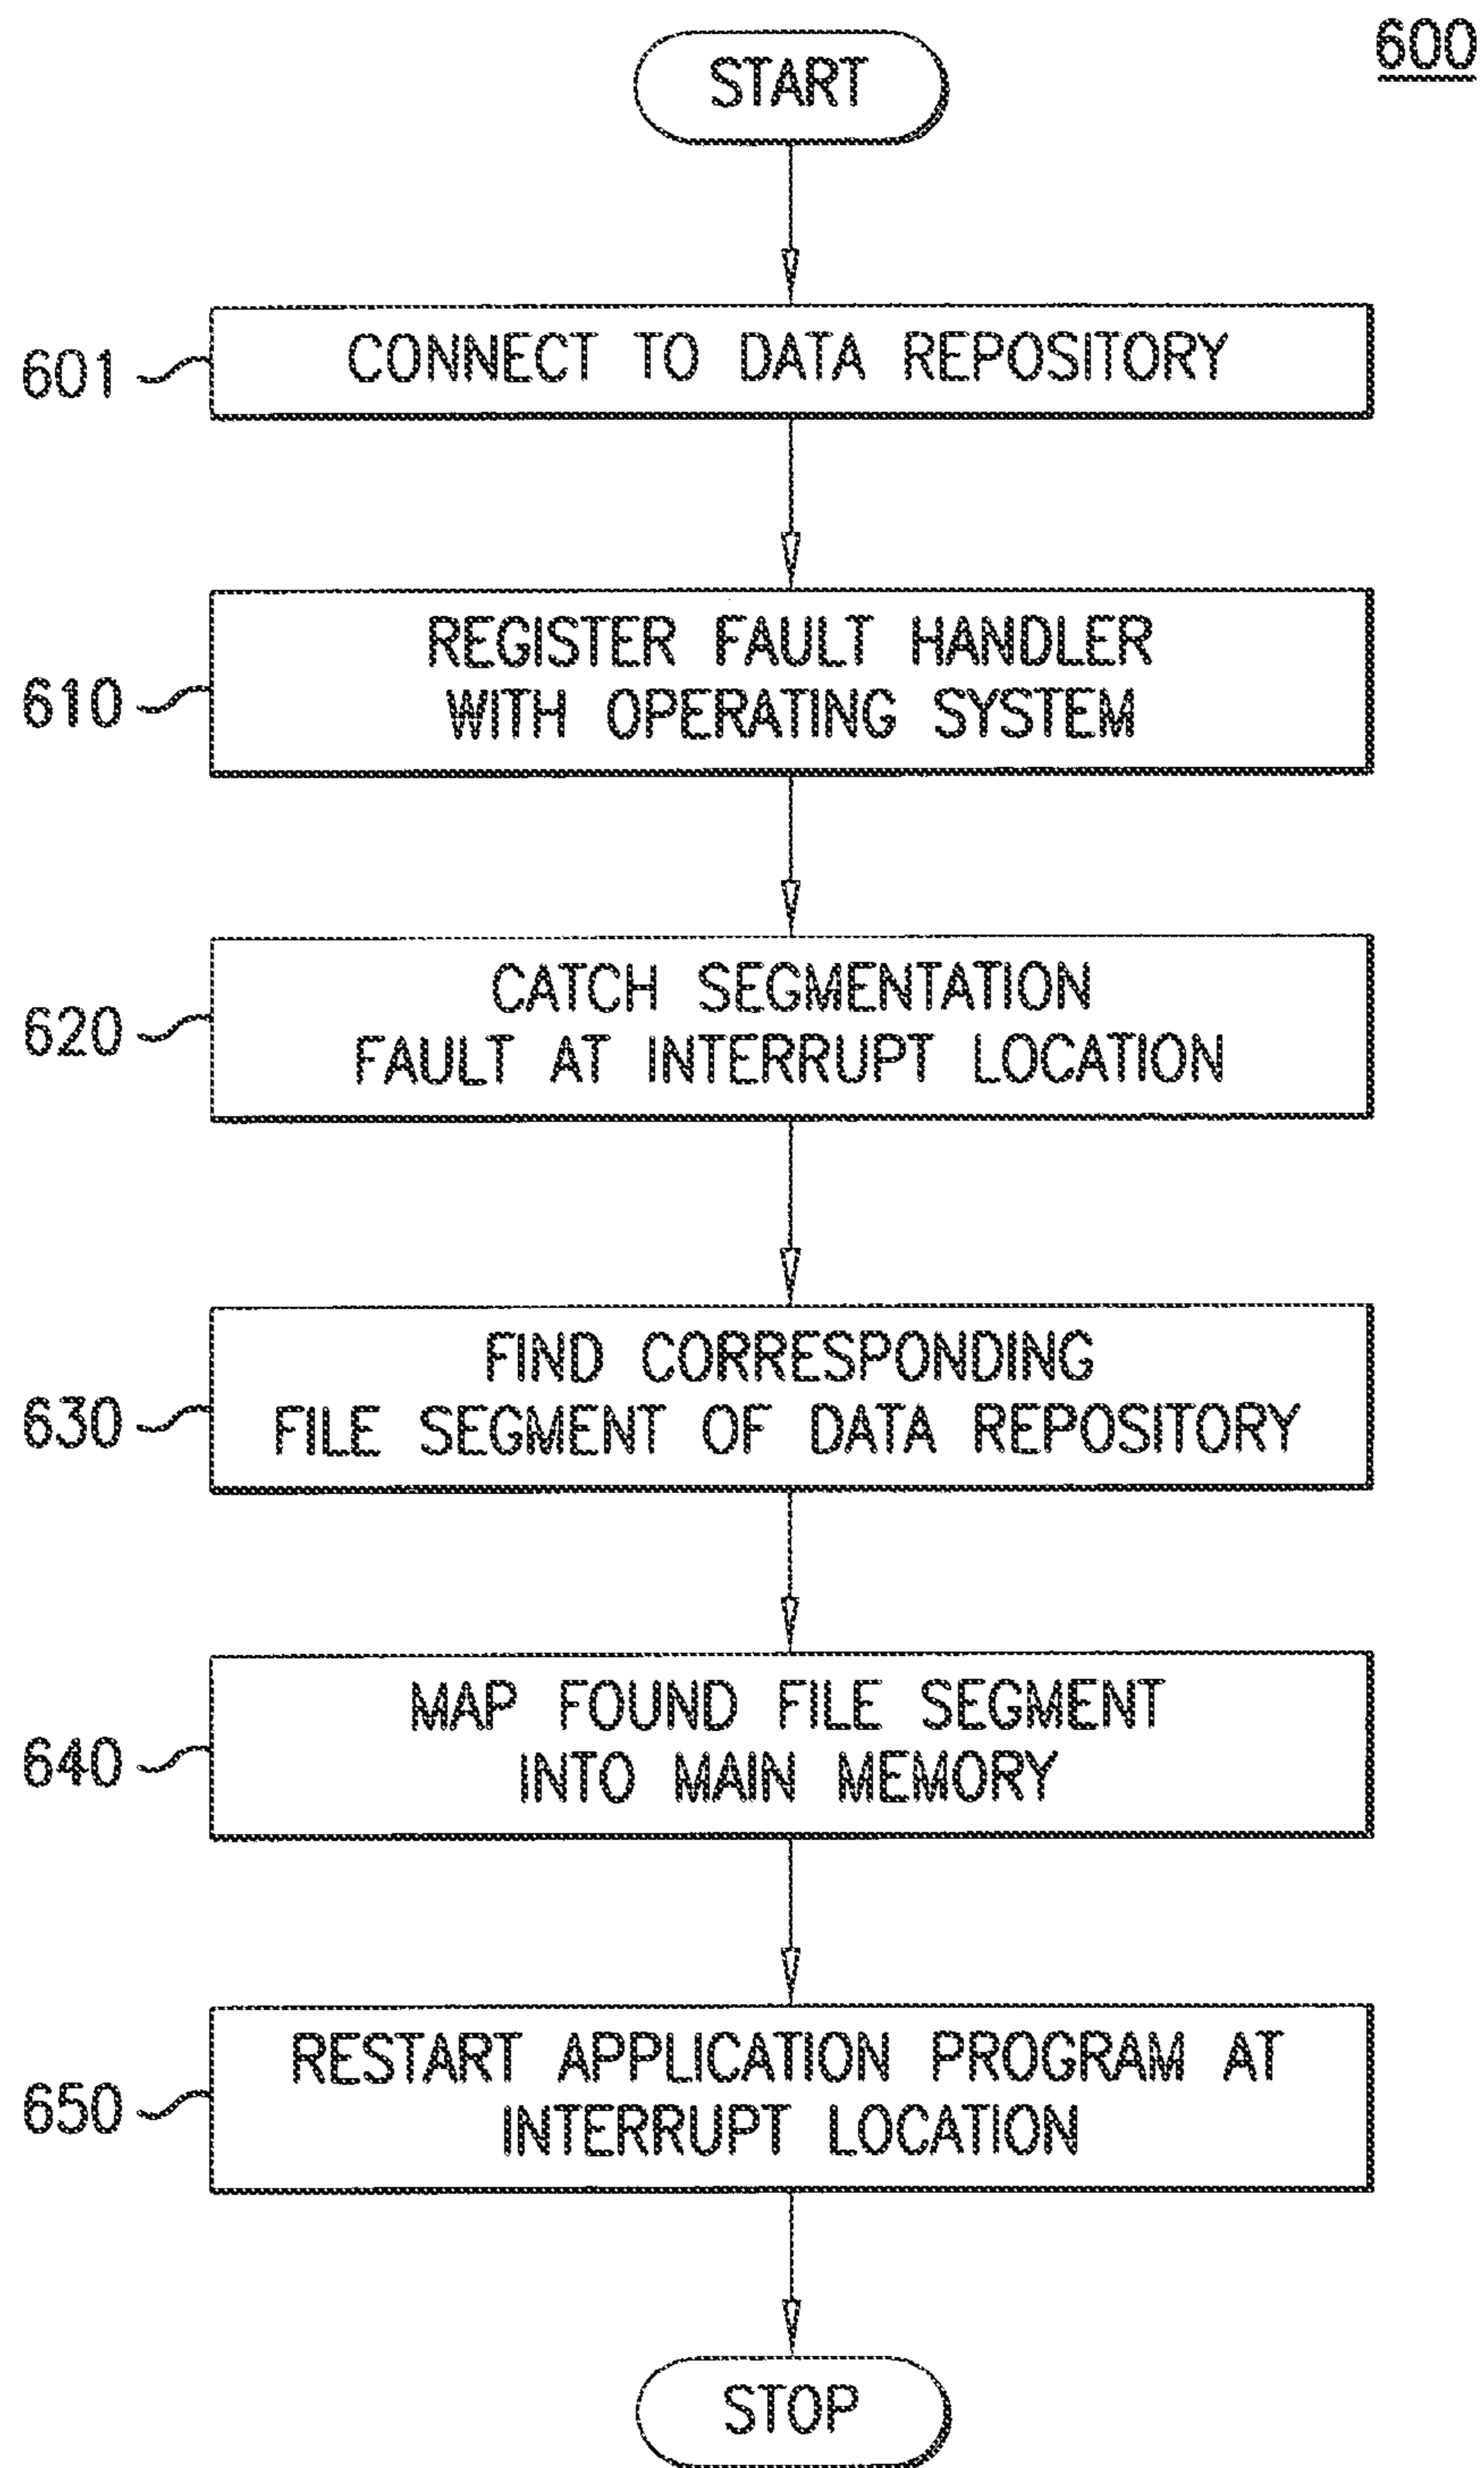 600
START
601
CONNECT TO DATA REPOSITORY
610
REGISTER FAULT HANDLER
WITH OPERATING SYSTEM
620
CATCH SEGMENTATION
FAULT AT INTERRUPT LOCATION
630
FIND CORRESPONDING
FILE SEGMENT OF DATA REPOSITORY
640
MAP FOUND FILE SEGMENT
INTO MAIN MEMORY
650
RESTART APPLICATION PROGRAM AT
INTERRUPT LOCATION
STOP